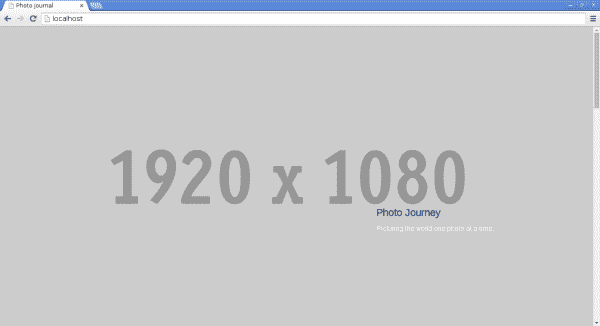 Photo journal
localhost
1920 x 1080
Photo Journey
Picturing the world one photo at a time.